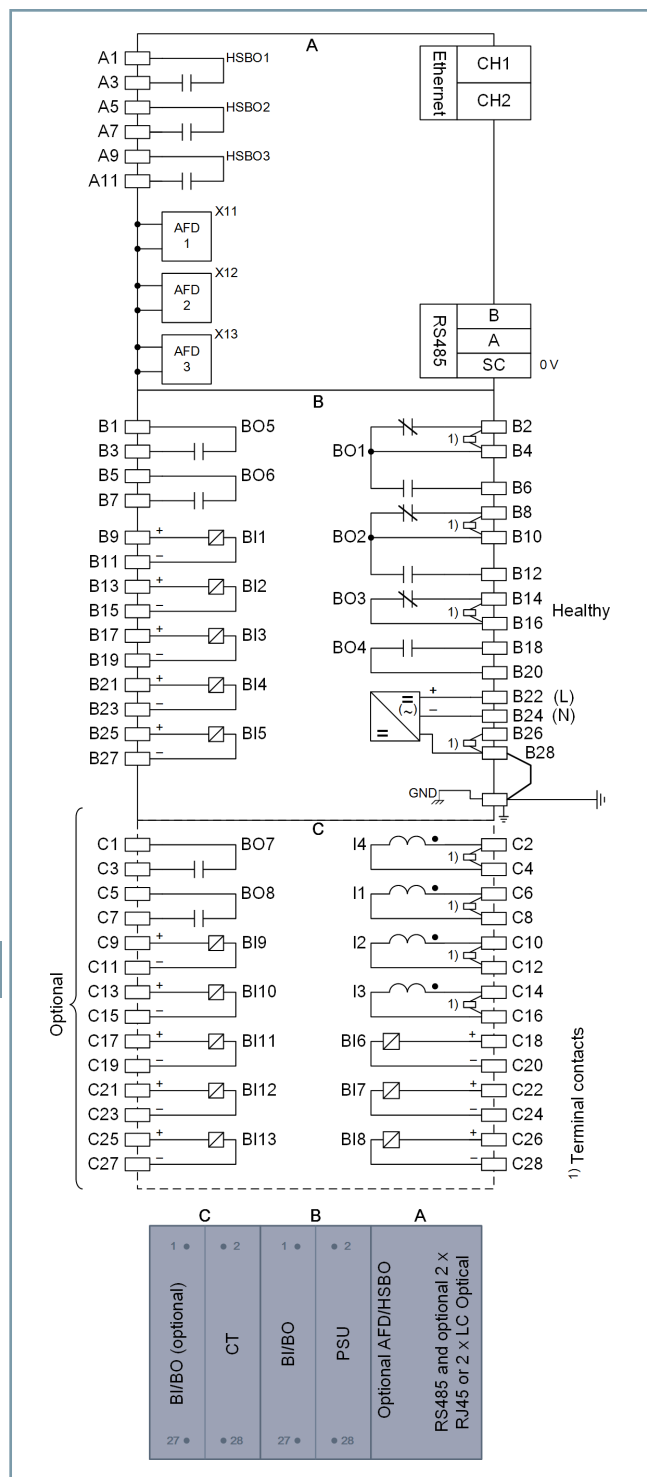 A
A1
HSBO1
A3
A5
HSBO2
A7
A9
HSBO3
A11
Ethernet
CH1
CH2
X11
AFD
1
X12
AFD
2
X13
AFD
3
RS485
B
A
SC
0 V
B
B1
BO5
B3
B5
BO6
B7
B9
+
BI1
B11
–
B13
+
BI2
B15
–
B17
+
BI3
B19
–
B21
+
BI4
B23
–
B25
+
BI5
B27
–
B2
1)
B4
BO1
B6
B8
1)
BO2
B10
B12
BO3
B14
1)
Healthy
B16
BO4
B18
B20
=
(~)
=
+
B22 (L)
–
B24 (N)
B26
1)
B28
GND
Optional
C
C1
BO7
C3
C5
BO8
C7
C9
+
BI9
C11
–
C13
+
BI10
C15
–
C17
+
BI11
C19
–
C21
+
BI12
C23
–
C25
+
BI13
C27
–
I4
C2
1)
C4
I1
C6
1)
C8
I2
C10
1)
C12
I3
C14
1)
C16
BI6
+
C18
–
C20
BI7
+
C22
–
C24
BI8
+
C26
–
C28
1) Terminal contacts
C
B
A
1
2
1
2
BI/BO (optional)
CT
BI/BO
PSU
Optional AFD/HSBO
RS485 and optional 2 x
RJ45 or 2 x LC Optical
27
28
27
28